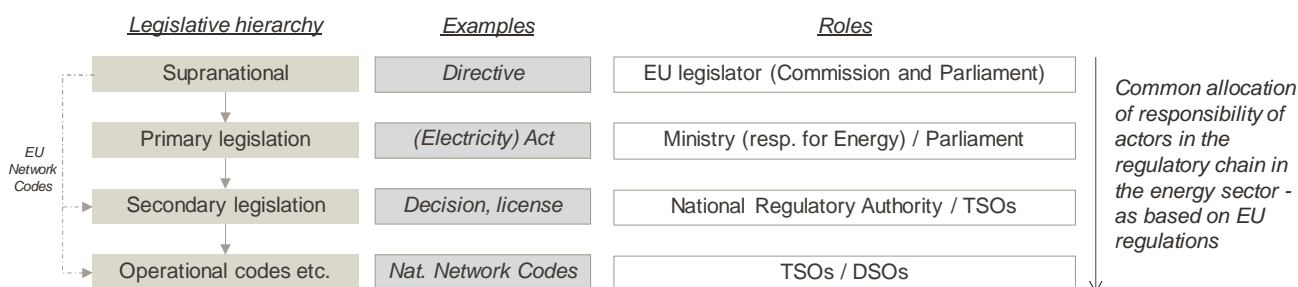 Legislative hierarchy
Examples
Roles
Supranational
Directive
EU legislator (Commission and Parliament)
Primary legislation
(Electricity) Act
Ministry (resp. for Energy) / Parliament
Secondary legislation
Decision, license
National Regulatory Authority / TSOs
Operational codes etc.
Nat. Network Codes
TSOs / DSOs
EU
Network
Codes
Common allocation
of responsibility of
actors in the
regulatory chain in
the energy sector -
as based on EU
regulations